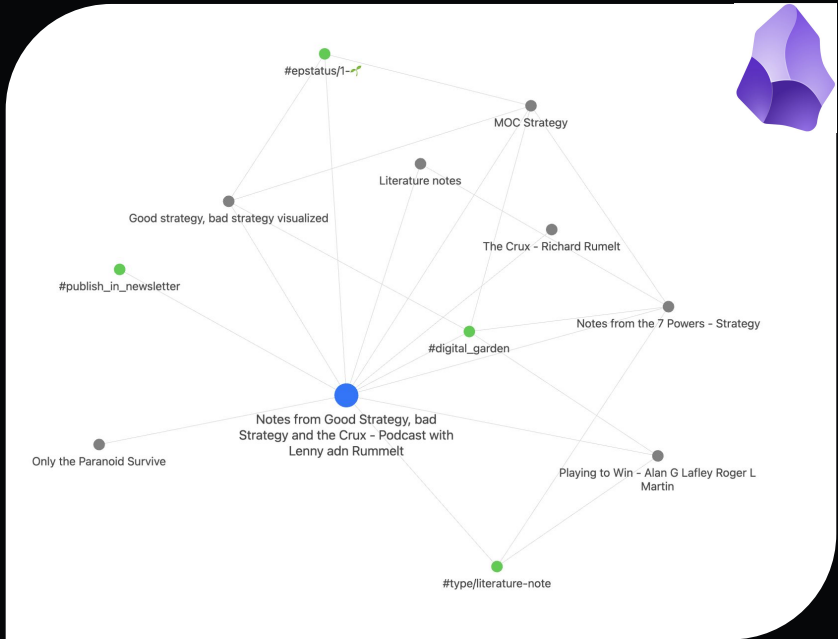 #epstatus/1-🌱
MOC Strategy
Literature notes
Good strategy, bad strategy visualized
The Crux - Richard Rumelt
#publish_in_newsletter
Notes from the 7 Powers - Strategy
#digital_garden
Notes from Good Strategy, bad
Strategy and the Crux - Podcast with
Lenny adn Rummelt
Only the Paranoid Survive
Playing to Win - Alan G Lafley Roger L
Martin
#type/literature-note